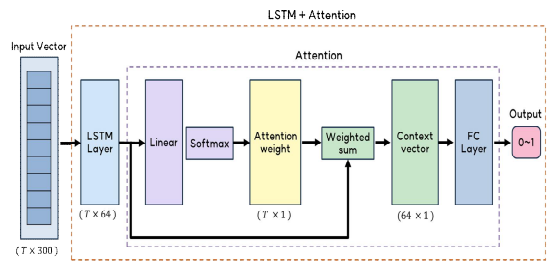 LSTM + Attention
Attention
Input Vector
LSTM
Layer
Linear
Softmax
Attention
weight
Weighted
sum
Context
vector
FC
Layer
Output
0~1
(T × 300)
(T × 64)
(T × 1)
(64 × 1)